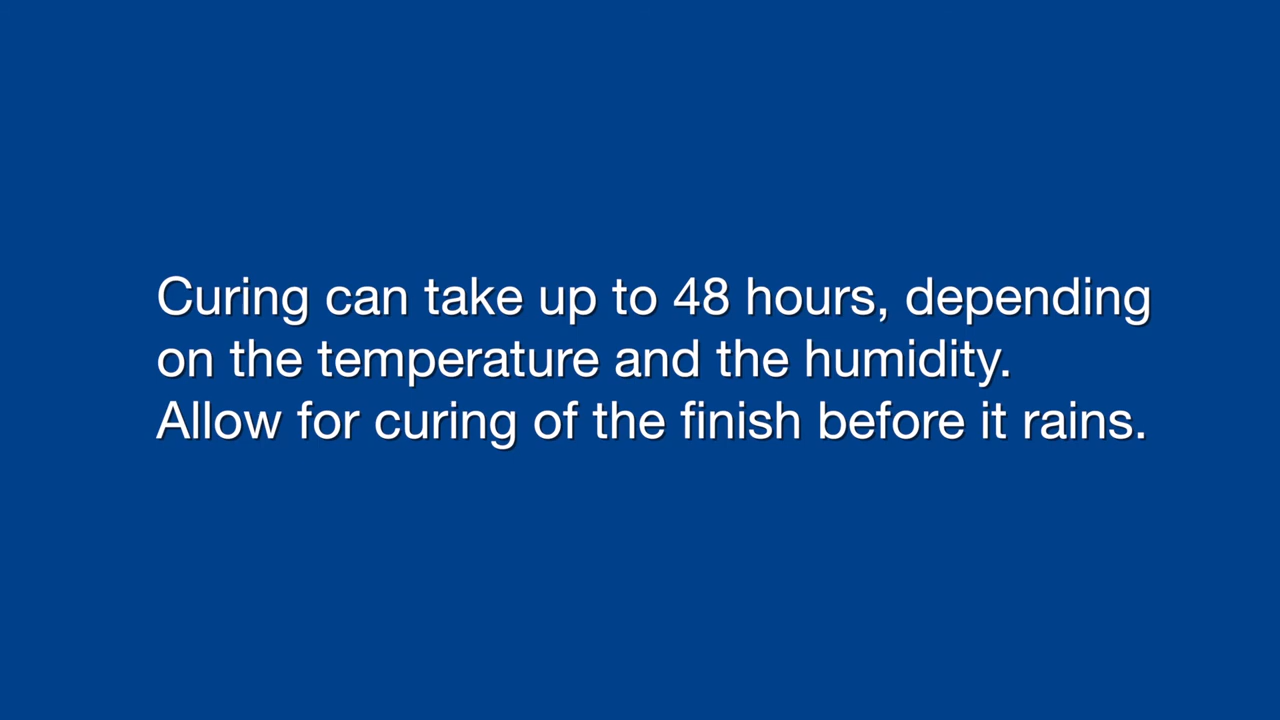 Curing can take up to 48 hours, depending
on the temperature and the humidity.
Allow for curing of the finish before it rains.